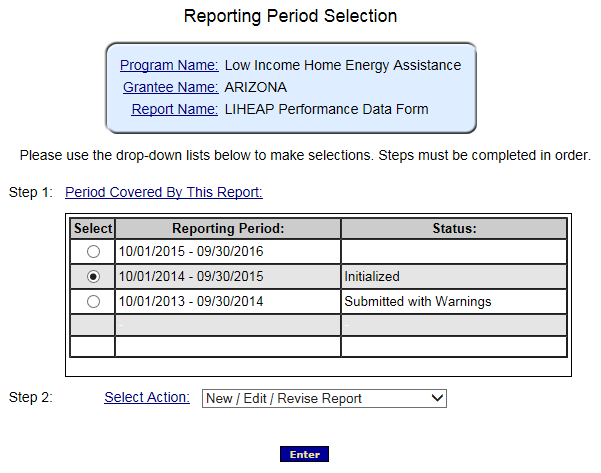 Reporting Period Selection
Program Name: Low Income Home Energy Assistance
Grantee Name: ARIZONA
Report Name: LIHEAP Performance Data Form
Please use the drop-down lists below to make selections. Steps must be completed in order.
Step 1: Period Covered By This Report:
Select Reporting Period: Status:
10/01/2015 - 09/30/2016
10/01/2014 - 09/30/2015 Initialized
10/01/2013 - 09/30/2014 Submitted with Warnings
Step 2: Select Action: New / Edit / Revise Report
Enter